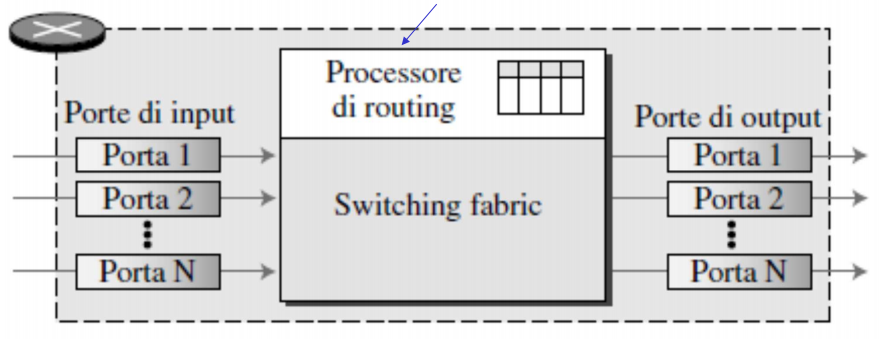 Processore
di routing
Porte di input
Porte di output
Porta 1
Porta 1
Porta 2
Switching fabric
Porta 2
Porta N
Porta N